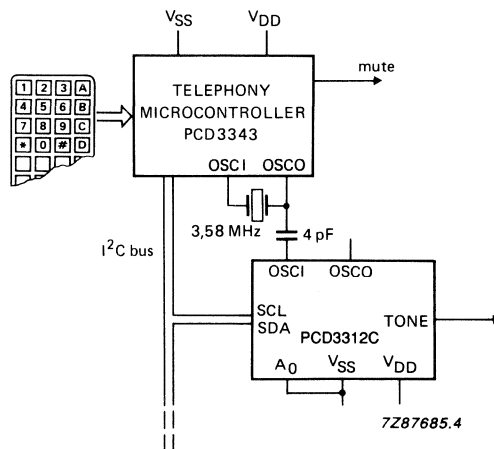 VSS VDD
mute
1 2 3 A
4 5 6 B
7 8 9 C
* 0 # D
TELEPHONY
MICROCONTROLLER
PCD3343
OSCI OSCO
3,58 MHz
4 pF
I²C bus
OSCI OSCO
SCL
SDA
PCD3312C
TONE
A0 VSS VDD
7Z87685.4